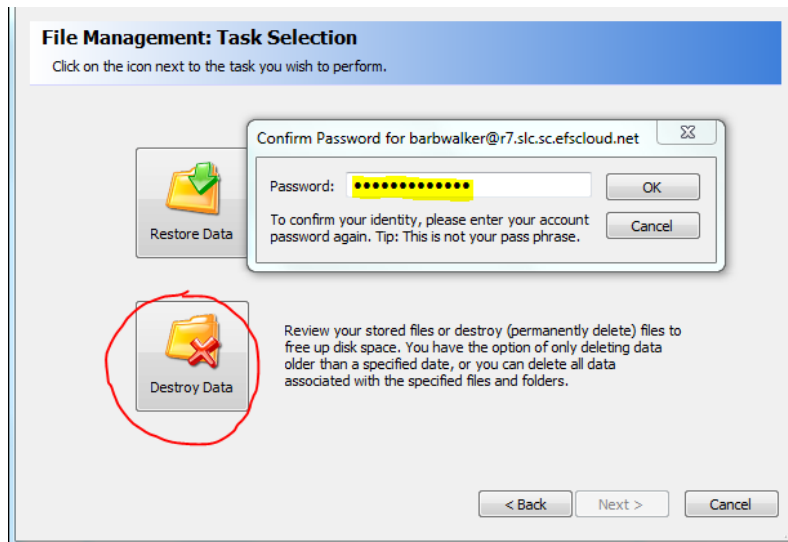 File Management: Task Selection
Click on the icon next to the task you wish to perform.
Confirm Password for barbwalker@r7.slc.sc.efscloud.net
Password: •••••••••••••
OK
To confirm your identity, please enter your account
password again. Tip: This is not your pass phrase.
Cancel
Restore Data
Review your stored files or destroy (permanently delete) files to
free up disk space. You have the option of only deleting data
older than a specified date, or you can delete all data
associated with the specified files and folders.
Destroy Data
< Back
Next >
Cancel